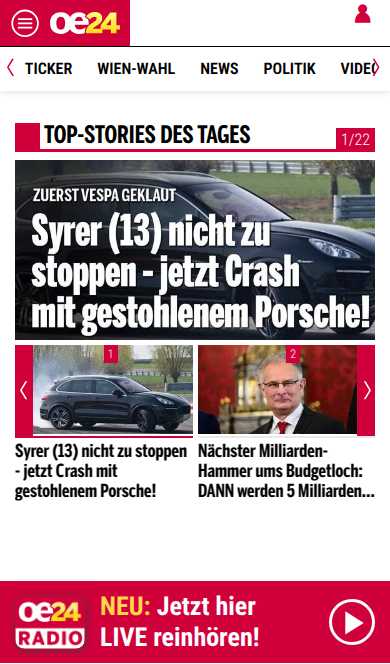 oe24
TICKER WIEN-WAHL NEWS POLITIK VIDEO
TOP-STORIES DES TAGES 1/22
ZUERST VESPA GEKLAUT
Syrer (13) nicht zu
stoppen - jetzt Crash
mit gestohlenem Porsche!
1
2
Syrer (13) nicht zu stoppen
- jetzt Crash mit
gestohlenem Porsche!
Nächster Milliarden-
Hammer ums Budgetloch:
DANN werden 5 Milliarden...
oe24
RADIO
NEU: Jetzt hier
LIVE reinhören!